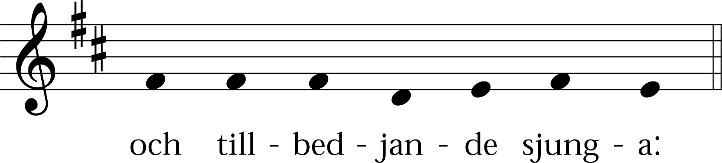 och till - bed - jan - de sjung - a: